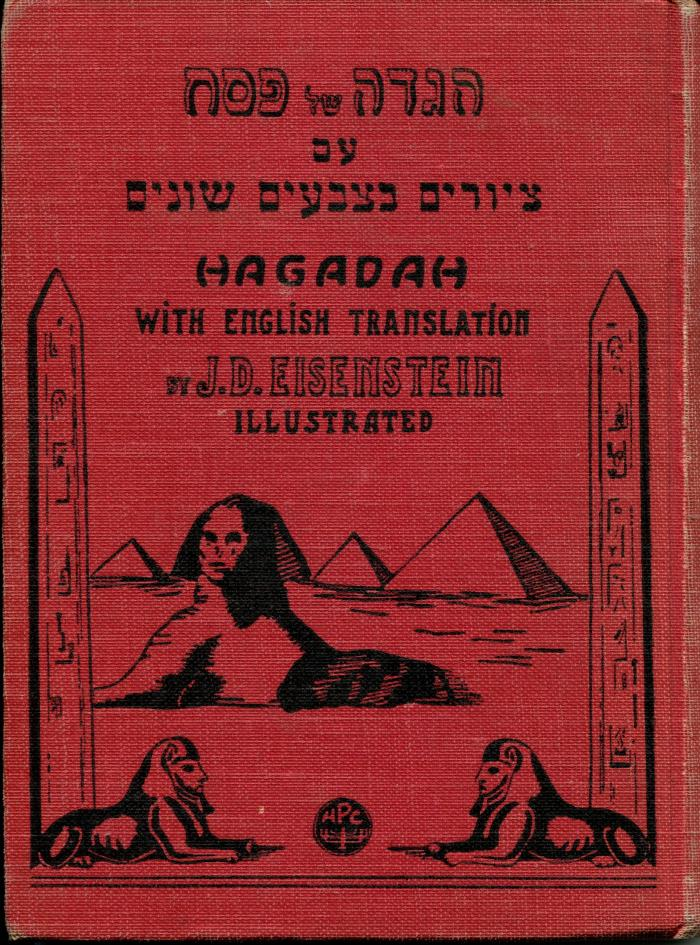 הגדה של פסח
עם
ציורים בצבעים שונים
HAGADAH
WITH ENGLISH TRANSLATION
BY J.D. EISENSTEIN
ILLUSTRATED
HPC